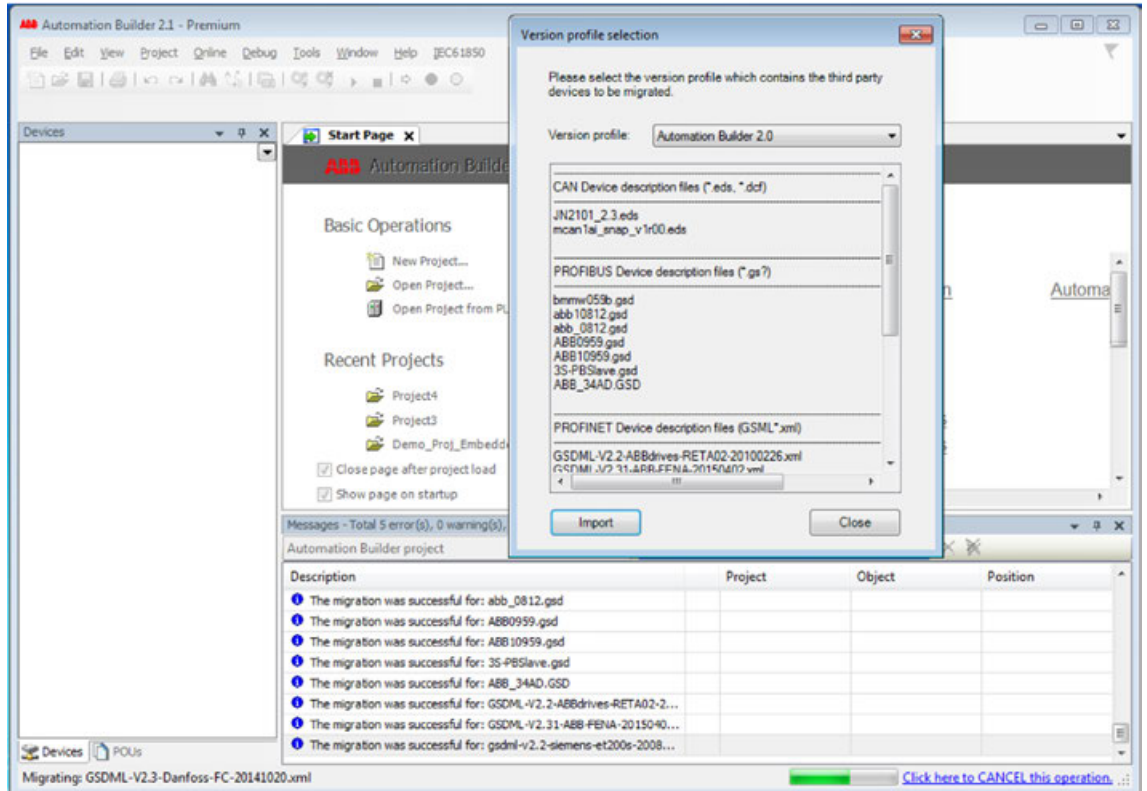 ABB Automation Builder 2.1 - Premium
File Edit View Project Online Debug Tools Window Help IEC61850
Devices
Start Page X
ABB Automation Builde
Basic Operations
New Project...
Open Project...
Open Project from PL
Recent Projects
Project4
Project3
Demo_Proj_Embedde
Close page after project load
Show page on startup
Automa
Version profile selection
Please select the version profile which contains the third party
devices to be migrated.
Version profile: Automation Builder 2.0
CAN Device description files (*.eds, *.dcf)
JN2101_2.3.eds
mcan1ai_snap_v1r00.eds
PROFIBUS Device description files (*.gs?)
bmmw059b.gsd
abb10812.gsd
abb_0812.gsd
ABB0959.gsd
ABB10959.gsd
3S-PBSlave.gsd
ABB_34AD.GSD
PROFINET Device description files (GSML*.xml)
GSDML-V2.2-ABBdrives-RETA02-20100226.xml
GSDML-V2.31-ABB-FENA-20150402.xml
Import Close
Messages - Total 5 error(s), 0 warning(s),
Automation Builder project
Description Project Object Position
The migration was successful for: abb_0812.gsd
The migration was successful for: ABB0959.gsd
The migration was successful for: ABB10959.gsd
The migration was successful for: 3S-PBSlave.gsd
The migration was successful for: ABB_34AD.GSD
The migration was successful for: GSDML-V2.2-ABBdrives-RETA02-2...
The migration was successful for: GSDML-V2.31-ABB-FENA-2015040...
The migration was successful for: gsdml-v2.2-siemens-et200s-2008...
Devices POUs
Migrating: GSDML-V2.3-Danfoss-FC-20141020.xml
Click here to CANCEL this operation.